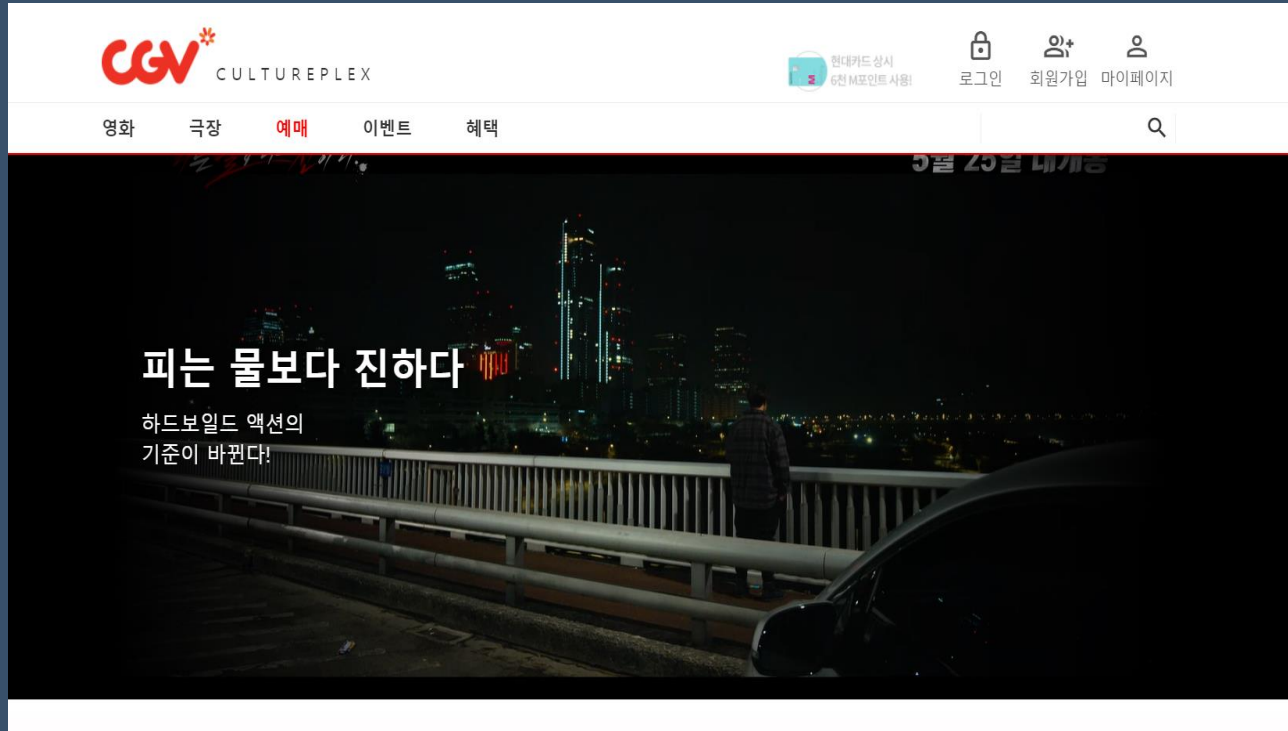 CGV
CULTUREPLEX
현대카드 상시
6천 M포인트 사용!
로그인 회원가입 마이페이지
영화 극장 예매 이벤트 혜택
5월 25일 대개봉
피는 물보다 진하다
하드보일드 액션의
기준이 바뀐다!